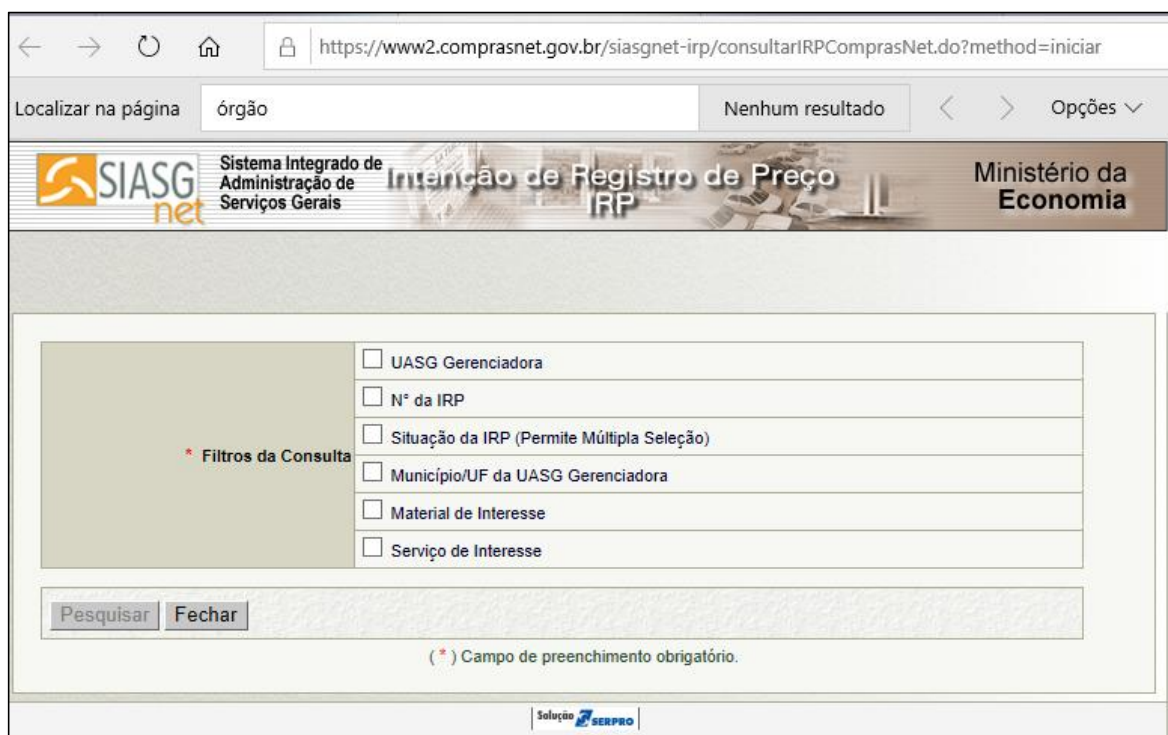 https://www2.comprasnet.gov.br/siasgnet-irp/consultarIRPComprasNet.do?method=iniciar
Localizar na página órgão Nenhum resultado Opções
SIASG net
Sistema Integrado de
Administração de
Serviços Gerais
Intenção de Registro de Preço
IRP
Ministério da
Economia
* Filtros da Consulta
UASG Gerenciadora
N° da IRP
Situação da IRP (Permite Múltipla Seleção)
Município/UF da UASG Gerenciadora
Material de Interesse
Serviço de Interesse
Pesquisar Fechar
( * ) Campo de preenchimento obrigatório.
Solução SERPRO